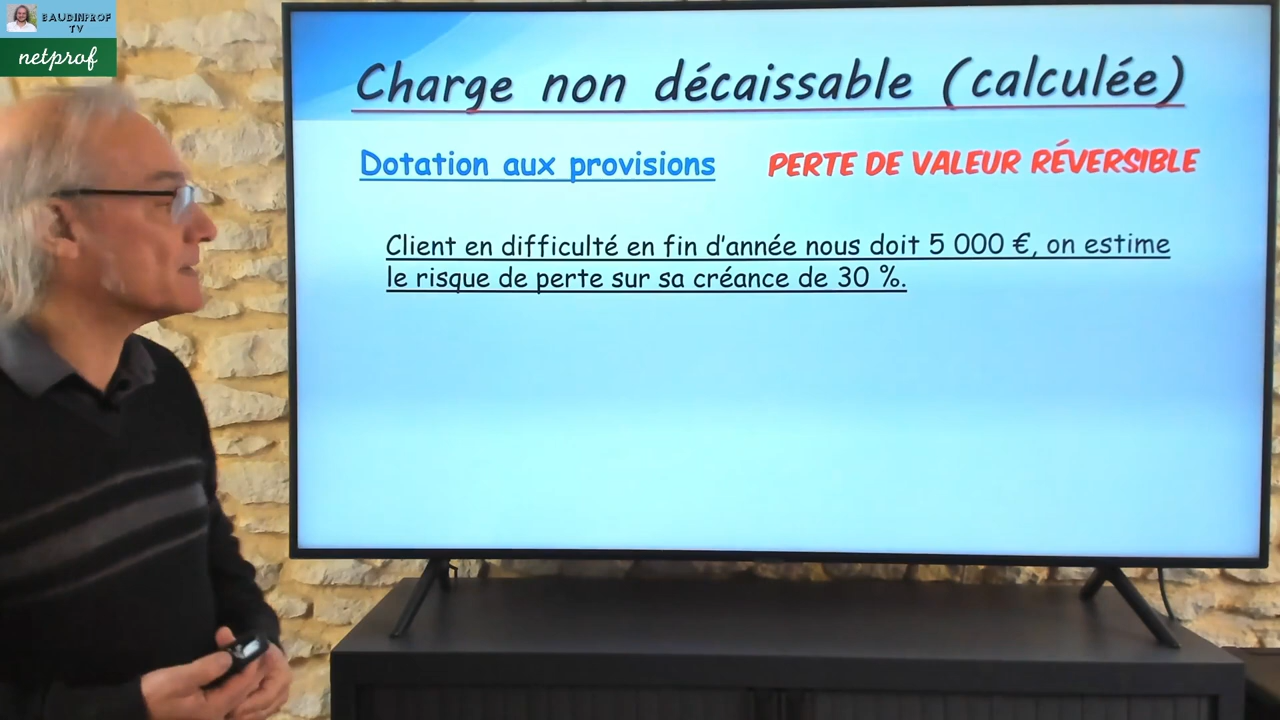 BAUDINPROF
TV
netprof
Charge non décaissable (calculée)
Dotation aux provisions PERTE DE VALEUR RÉVERSIBLE
Client en difficulté en fin d'année nous doit 5 000 €, on estime
le risque de perte sur sa créance de 30 %.